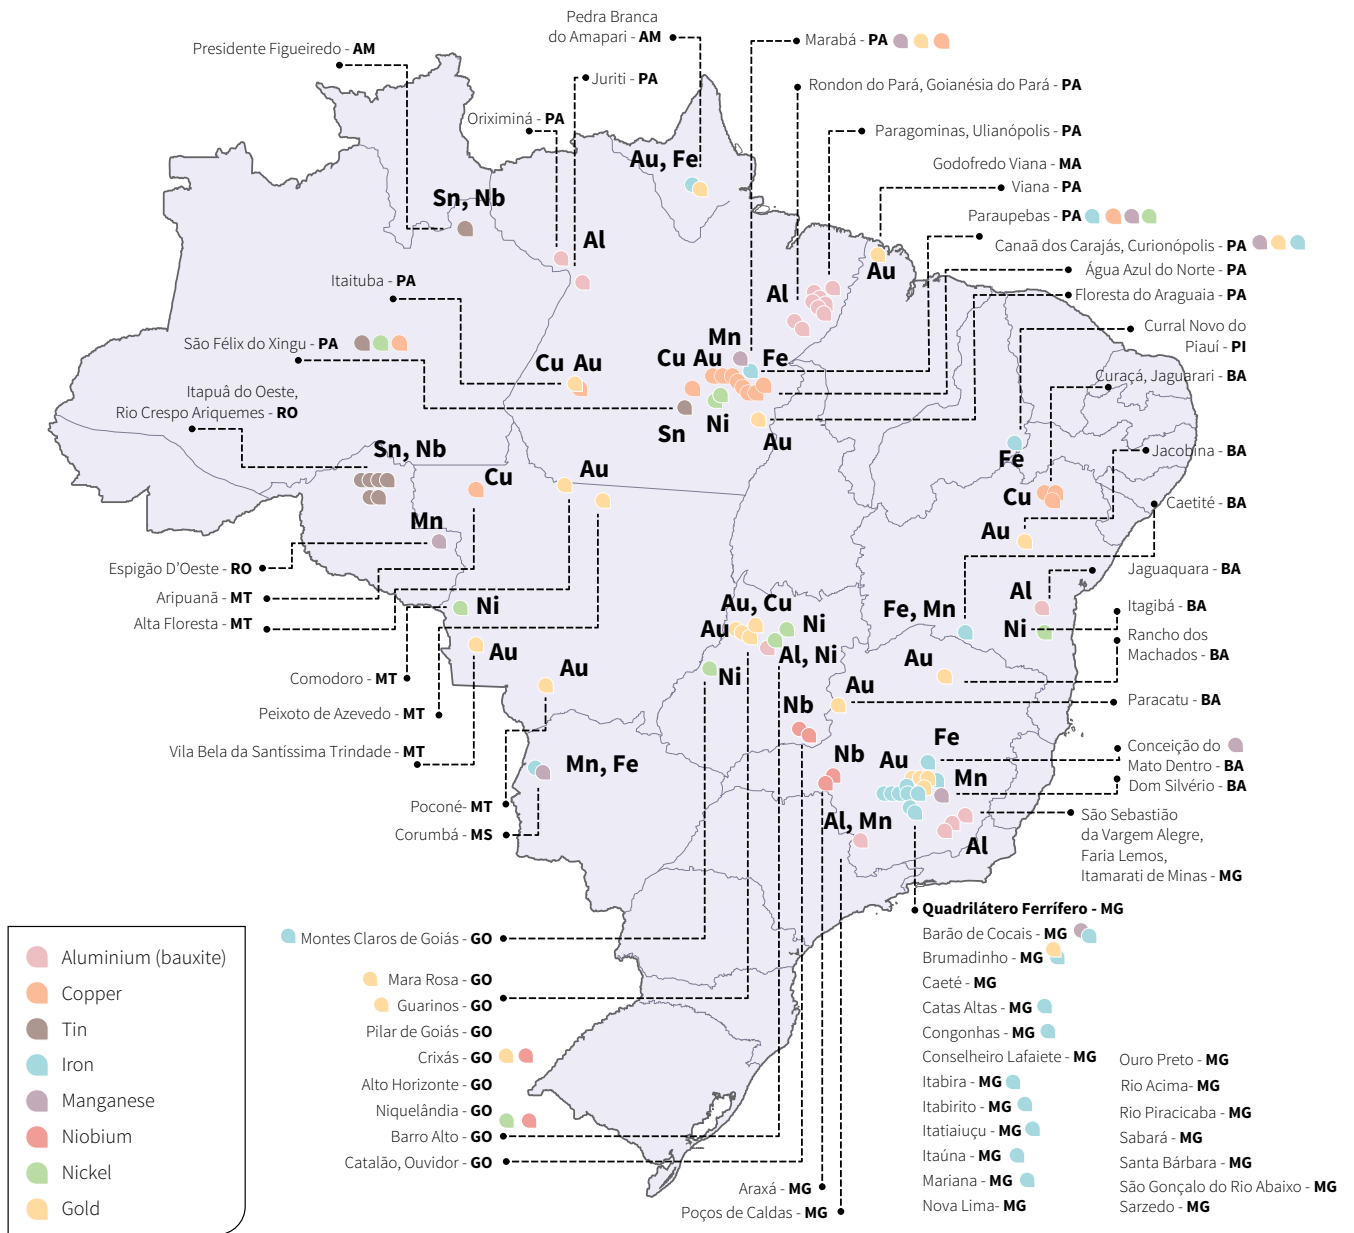 Pedra Branca
do Amapari - AM
Presidente Figueiredo - AM
Marabá - PA
Juriti - PA
Rondon do Pará, Goianésia do Pará - PA
Oriximiná - PA
Paragominas, Ulianópolis - PA
Au, Fe
Godofredo Viana - MA
Viana - PA
Sn, Nb
Paraupebas - PA
Al
Canaã dos Carajás, Curionópolis - PA
Au
Água Azul do Norte - PA
Itaituba - PA
Al
Floresta do Araguaia - PA
Curral Novo do
Piauí - PI
São Félix do Xingu - PA
Mn
Cu Au
Cu Au
Fe
Curaçá, Jaguarari - BA
Itapuâ do Oeste,
Rio Crespo Ariquemes - RO
Sn
Ni
Au
Sn, Nb
Fe
Jacobina - BA
Cu
Au
Cu
Caetité - BA
Mn
Au
Espigão D'Oeste - RO
Jaguaquara - BA
Aripuanã - MT
Alta Floresta - MT
Ni
Au, Cu
Fe, Mn
Al
Itagibá - BA
Au
Ni
Ni
Rancho dos
Machados - BA
Au
Al, Ni
Au
Comodoro - MT
Au
Ni
Au
Paracatu - BA
Peixoto de Azevedo - MT
Nb
Vila Bela da Santíssima Trindade - MT
Fe
Conceição do
Mato Dentro - BA
Mn, Fe
Nb
Au
Mn
Dom Silvério - BA
Poconé- MT
Corumbá - MS
Al, Mn
Al
São Sebastião
da Vargem Alegre,
Faria Lemos,
Itamarati de Minas - MG
Quadrilátero Ferrífero - MG
Barão de Cocais - MG
Brumadinho - MG
Caeté - MG
Catas Altas - MG
Congonhas - MG
Conselheiro Lafaiete - MG
Itabira - MG
Itabirito - MG
Itatiaiuçu - MG
Itaúna - MG
Mariana - MG
Nova Lima- MG
Ouro Preto - MG
Rio Acima- MG
Rio Piracicaba - MG
Sabará - MG
Santa Bárbara - MG
São Gonçalo do Rio Abaixo - MG
Sarzedo - MG
Montes Claros de Goiás - GO
Mara Rosa - GO
Guarinos - GO
Pilar de Goiás - GO
Crixás - GO
Alto Horizonte - GO
Niquelândia - GO
Barro Alto - GO
Catalão, Ouvidor - GO
Araxá - MG
Poços de Caldas - MG
Aluminium (bauxite)
Copper
Tin
Iron
Manganese
Niobium
Nickel
Gold